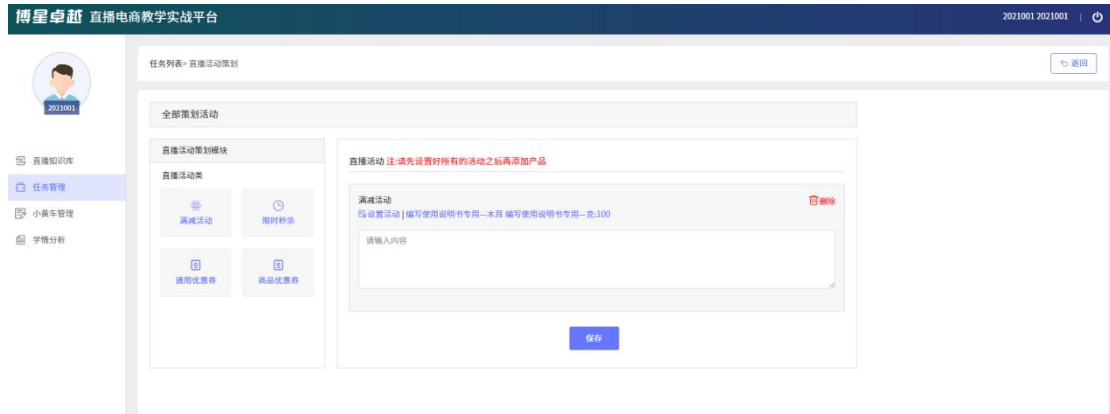 博星卓越 直播电商教学实战平台
2021001 2021001 |
2021001
任务列表> 直播活动策划
返回
直播知识库
任务管理
小黄车管理
学情分析
全部策划活动
直播活动策划模块
直播活动类
满减活动
限时秒杀
通用优惠券
商品优惠券
直播活动 注:请先设置好所有的活动之后再添加产品
满减活动
删除
设置活动 | 编写使用说明书专用—木耳 编写使用说明书专用—克:100
请输入内容
保存